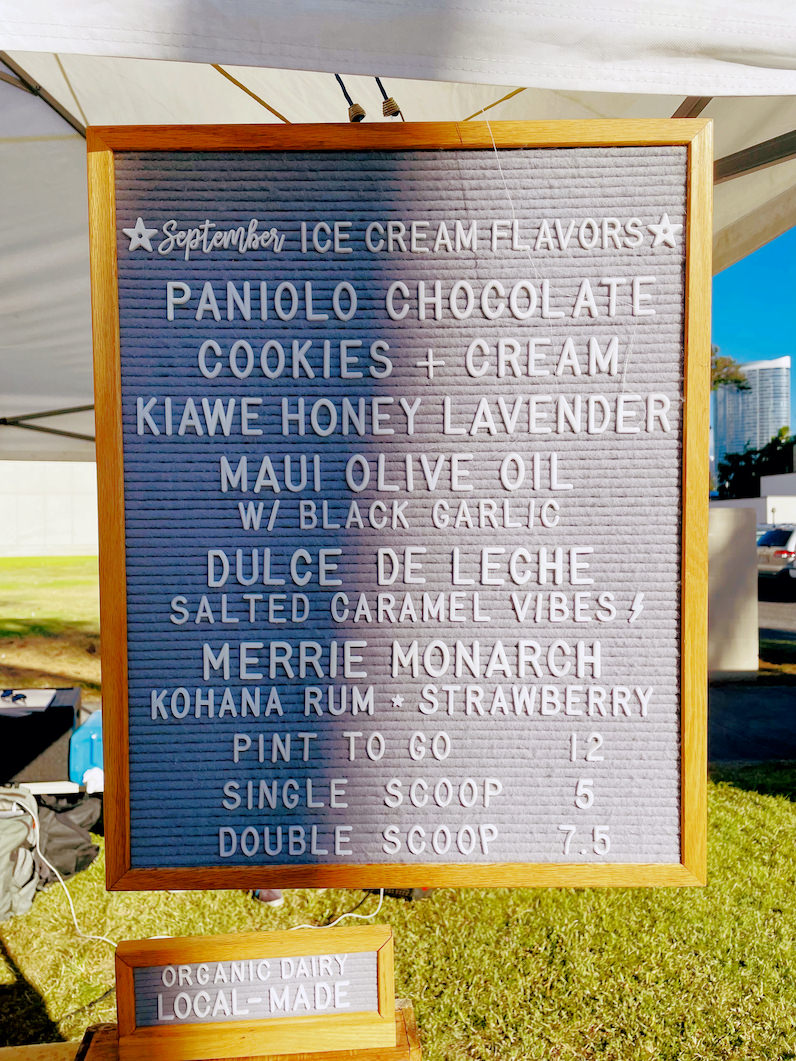 September ICE CREAM FLAVORS
PANIOLO CHOCOLATE
COOKIES + CREAM
KIAWE HONEY LAVENDER
MAUI OLIVE OIL
W/ BLACK GARLIC
DULCE DE LECHE
SALTED CARAMEL VIBES
MERRIE MONARCH
KOHANA RUM * STRAWBERRY
PINT TO GO 12
SINGLE SCOOP 5
DOUBLE SCOOP 7.5
ORGANIC DAIRY
LOCAL-MADE